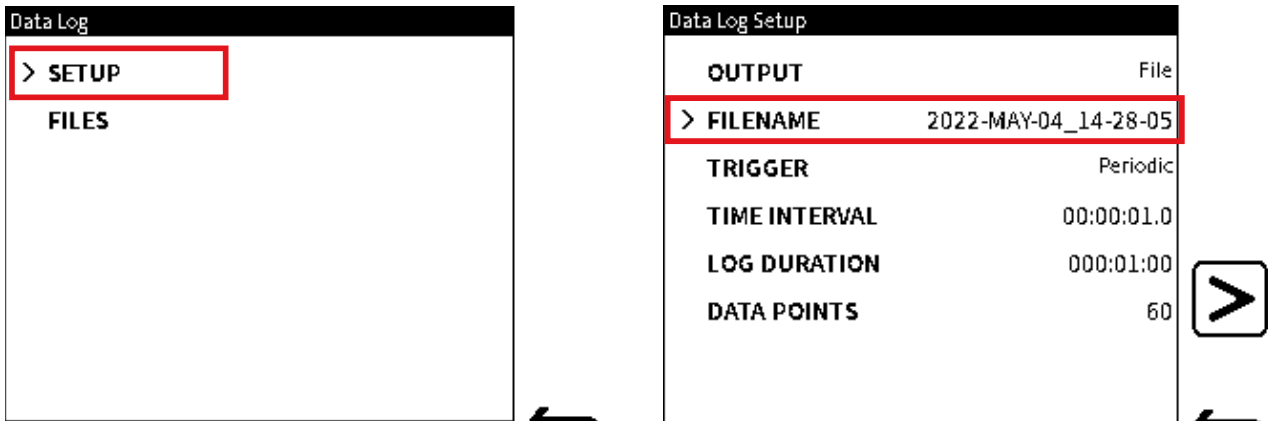 Data Log
> SETUP
FILES
Data Log Setup
OUTPUT File
> FILENAME 2022-MAY-04_14-28-05
TRIGGER Periodic
TIME INTERVAL 00:00:01.0
LOG DURATION 000:01:00
DATA POINTS 60
>